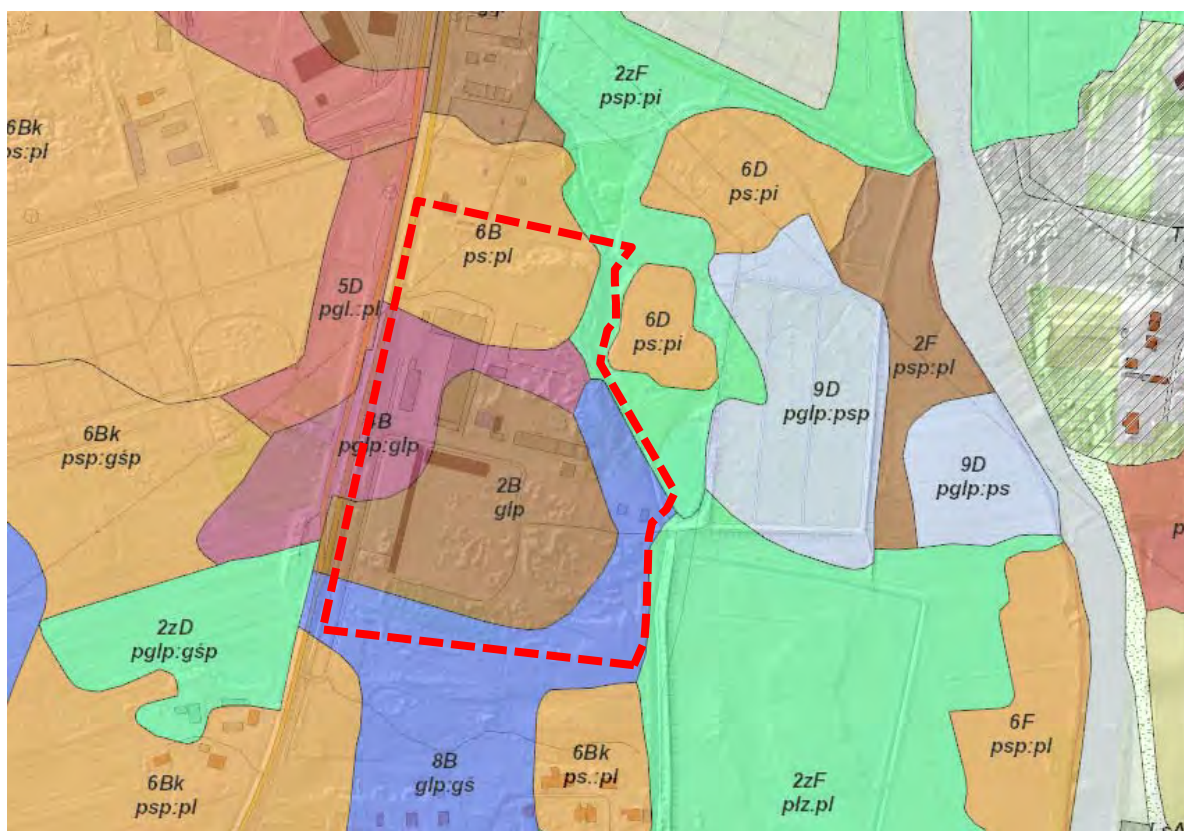 2zF
psp:pi
6Bk
ps:pl
6D
ps:pi
6B
ps:pl
5D
pgl.:pl
6D
ps:pi
2F
psp:pl
9D
pglp:psp
6Bk
psp:gśp
pglp:glp
2B
glp
9D
pglp:ps
2zD
pglp:gśp
6F
psp:pl
6Bk
psp:pl
8B
glp:gś
6Bk
ps.:pl
2zF
płz.pl